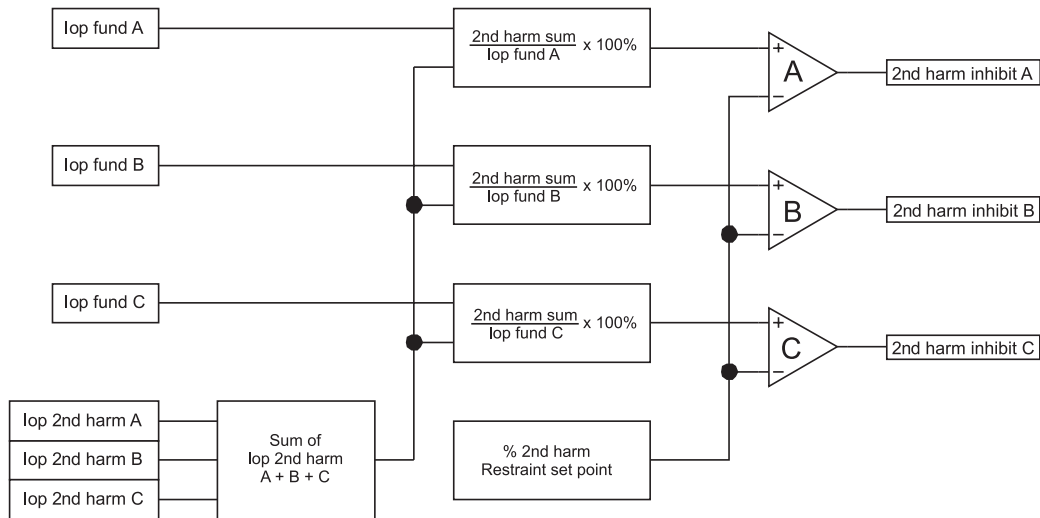 Iop fund A
2nd harm sum
Iop fund A
x 100%
+
−
A
2nd harm inhibit A
Iop fund B
2nd harm sum
Iop fund B
x 100%
+
−
B
2nd harm inhibit B
Iop fund C
2nd harm sum
Iop fund C
x 100%
+
−
C
2nd harm inhibit C
Iop 2nd harm A
Iop 2nd harm B
Iop 2nd harm C
Sum of
Iop 2nd harm
A + B + C
% 2nd harm
Restraint set point